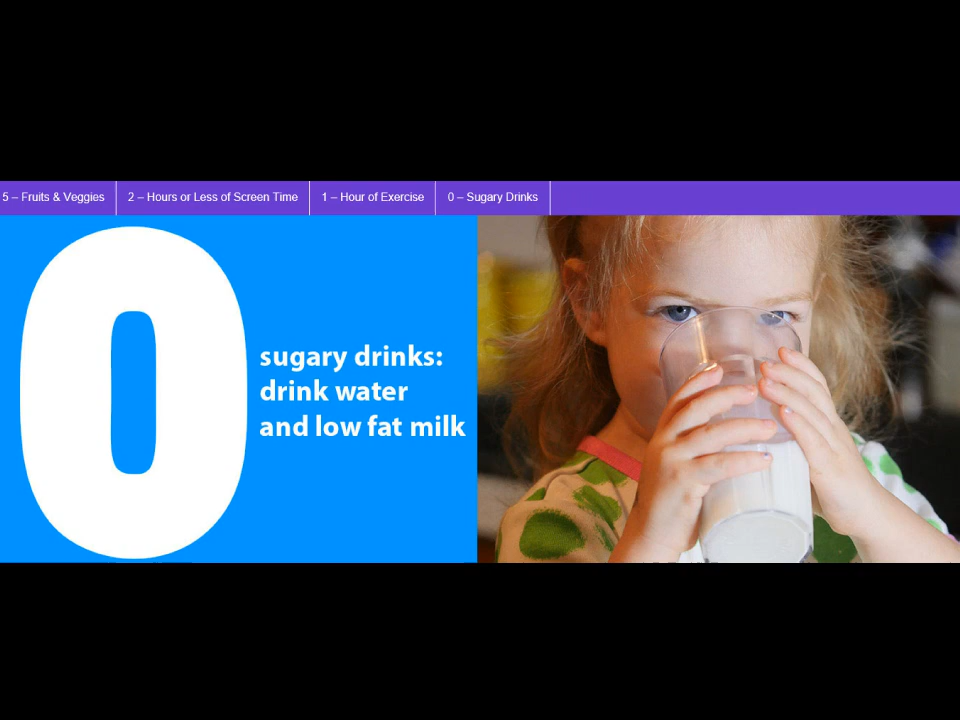 5 – Fruits & Veggies
2 – Hours or Less of Screen Time
1 – Hour of Exercise
0 – Sugary Drinks
0
sugary drinks:
drink water
and low fat milk